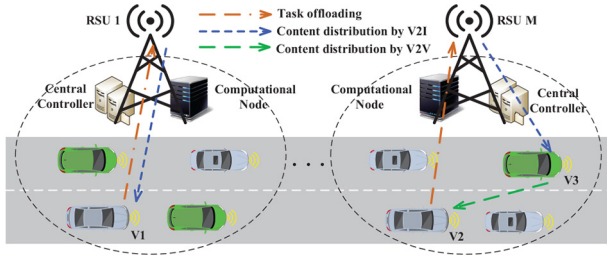 RSU 1
Task offloading
Content distribution by V2I
Content distribution by V2V
RSU M
Central
Controller
Computational
Node
Computational
Node
Central
Controller
. . .
V1
V2
V3